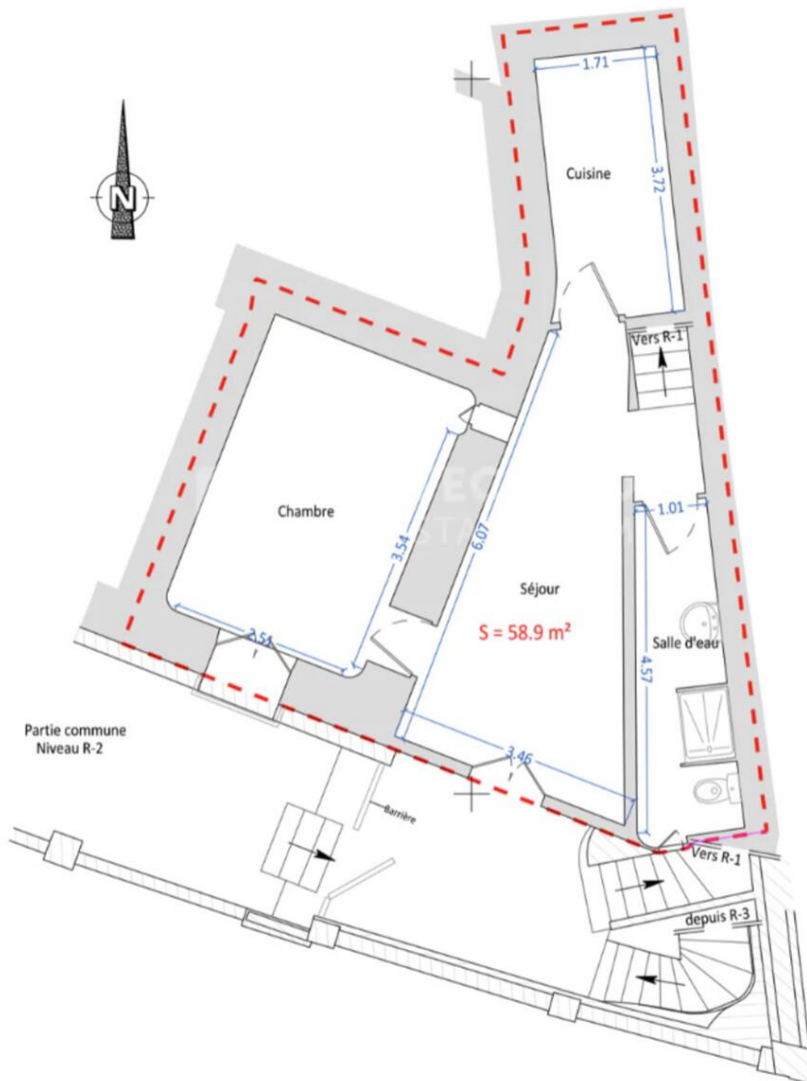 1.71
Cuisine
3.72
N
Vers R-1
Chambre
3.54
6.07
1.01
Séjour
S = 58.9 m²
Salle d'eau
4.57
2.51
3.46
Partie commune
Niveau R-2
Barrière
Vers R-1
depuis R-3